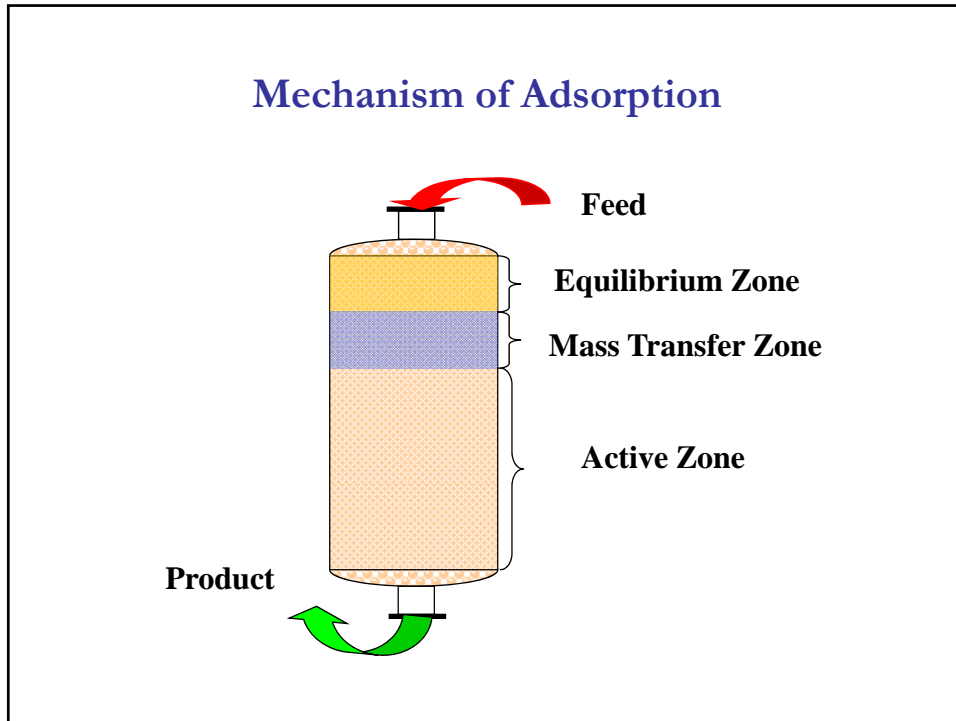 Mechanism of Adsorption
Feed
Equilibrium Zone
Mass Transfer Zone
Active Zone
Product